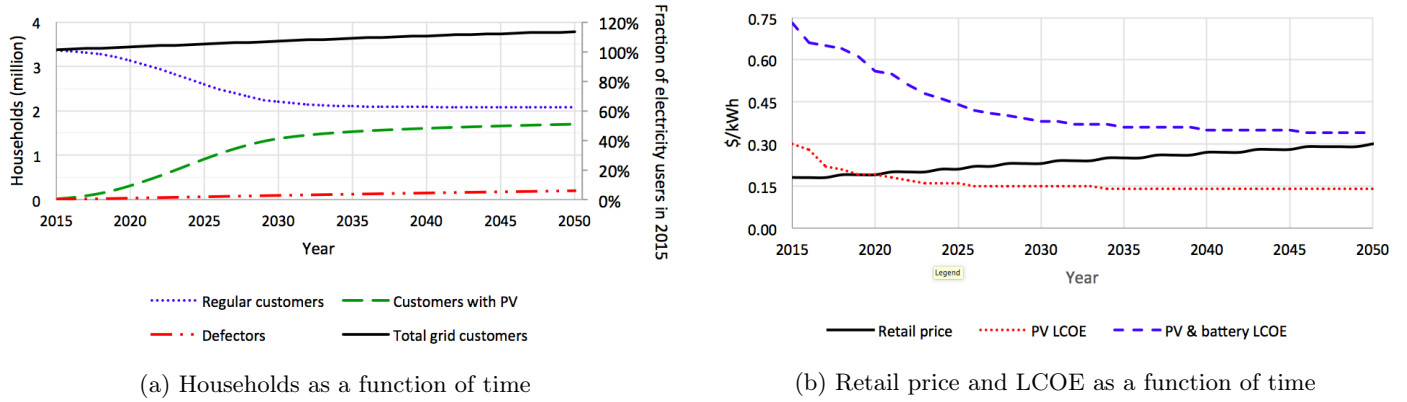 4
3
2
1
0
Households (million)
120%
100%
80%
60%
40%
20%
0%
Fraction of electricity users in 2015
2015 2020 2025 2030 2035 2040 2045 2050
Year
Regular customers Customers with PV
Defectors Total grid customers
(a) Households as a function of time
0.75
0.60
0.45
0.30
0.15
0.00
$/kWh
2015 2020 2025 2030 2035 2040 2045 2050
Legend
Year
Retail price PV LCOE PV & battery LCOE
(b) Retail price and LCOE as a function of time